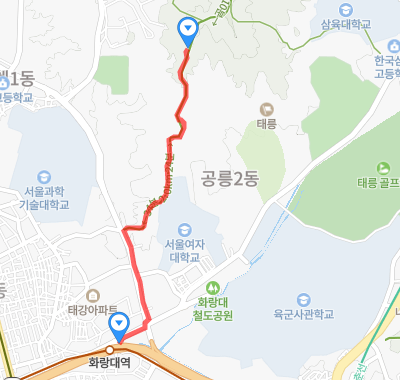 삼육대학교
한국삼
고등학교
1동
고등학교
태릉
공릉2동
태릉골프
서울과학
기술대학교
서울여자
대학교
화랑대
철도공원
육군사관학교
태강아파트
화랑대역